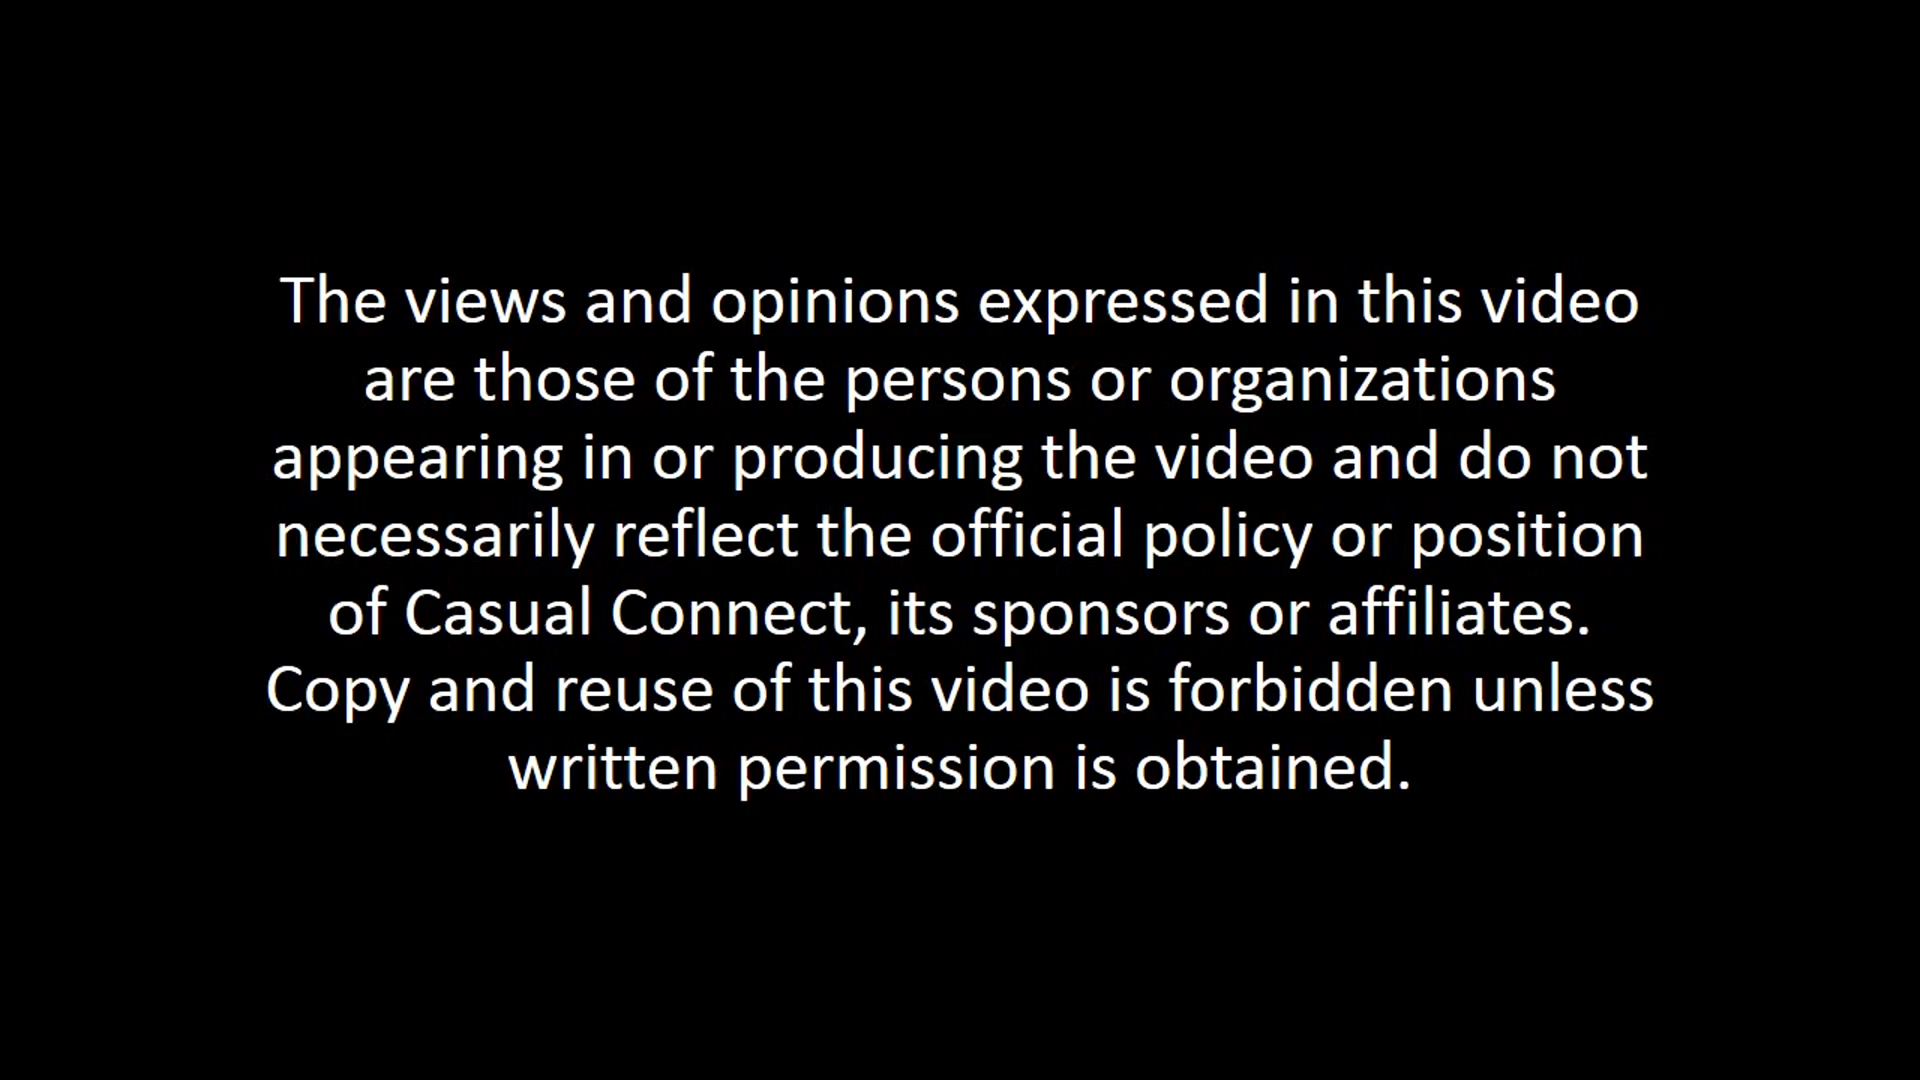 The views and opinions expressed in this video
are those of the persons or organizations
appearing in or producing the video and do not
necessarily reflect the official policy or position
of Casual Connect, its sponsors or affiliates.
Copy and reuse of this video is forbidden unless
written permission is obtained.